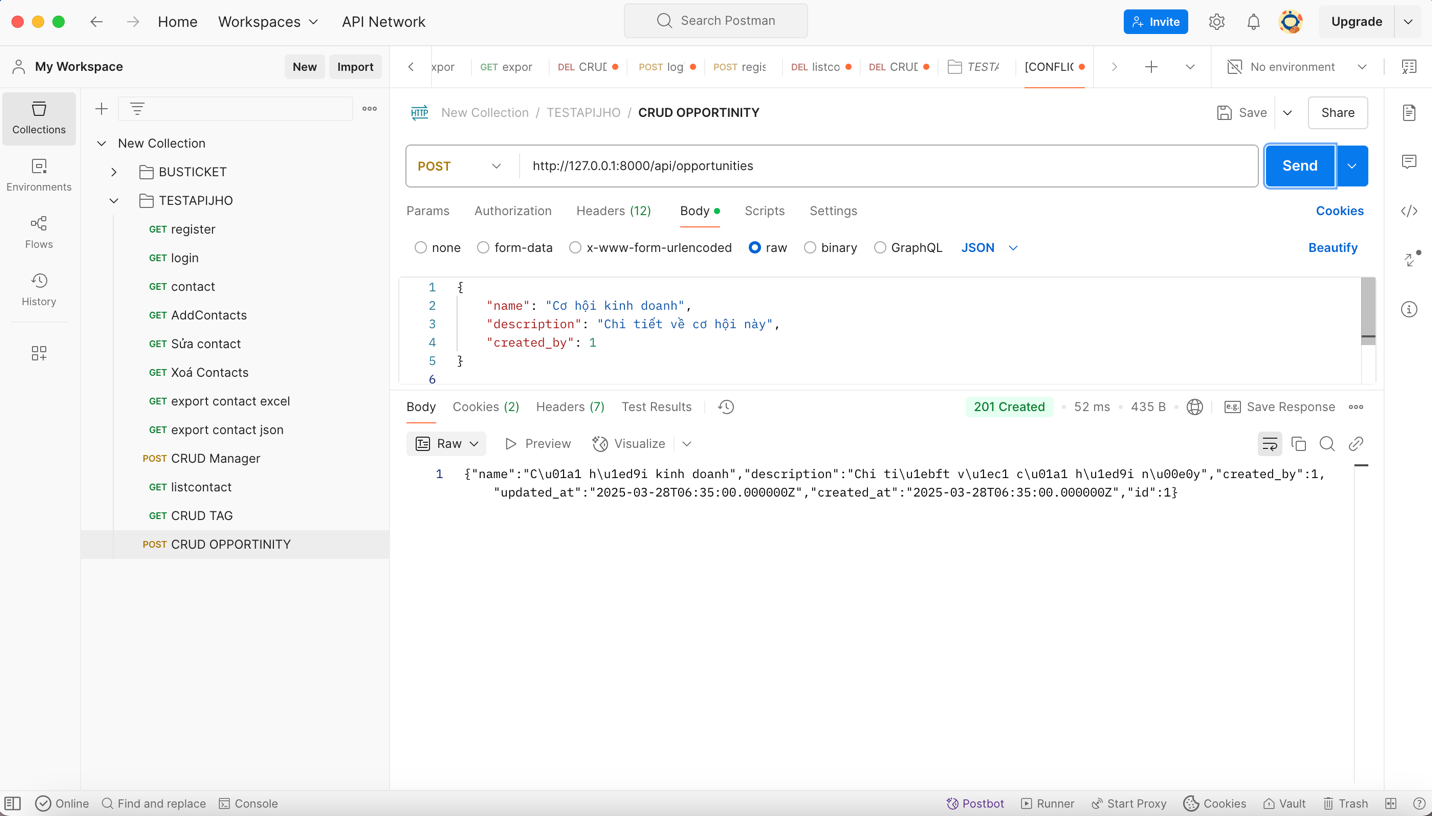 Home Workspaces API Network Search Postman Invite Upgrade
My Workspace New Import xpor GET expor DEL CRUD POST log POST regis DEL listco DEL CRUD TESTA [CONFLIC No environment
Collections
Environments
Flows
History
New Collection
BUSTICKET
TESTAPIJHO
GET register
GET login
GET contact
GET AddContacts
GET Sửa contact
GET Xoá Contacts
GET export contact excel
GET export contact json
POST CRUD Manager
GET listcontact
GET CRUD TAG
POST CRUD OPPORTINITY
HTTP New Collection / TESTAPIJHO / CRUD OPPORTINITY Save Share
POST http://127.0.0.1:8000/api/opportunities Send
Params Authorization Headers (12) Body Scripts Settings Cookies
none form-data x-www-form-urlencoded raw binary GraphQL JSON Beautify
1 {
2 "name": "Cơ hội kinh doanh",
3 "description": "Chi tiết về cơ hội này",
4 "created_by": 1
5 }
6
Body Cookies (2) Headers (7) Test Results 201 Created 52 ms 435 B e.g. Save Response
Raw Preview Visualize
1 {"name":"C\u01a1 h\u1ed9i kinh doanh","description":"Chi ti\u1ebft v\u1ec1 c\u01a1 h\u1ed9i n\u00e0y","created_by":1,
"updated_at":"2025-03-28T06:35:00.000000Z","created_at":"2025-03-28T06:35:00.000000Z","id":1}
Online Find and replace Console Postbot Runner Start Proxy Cookies Vault Trash